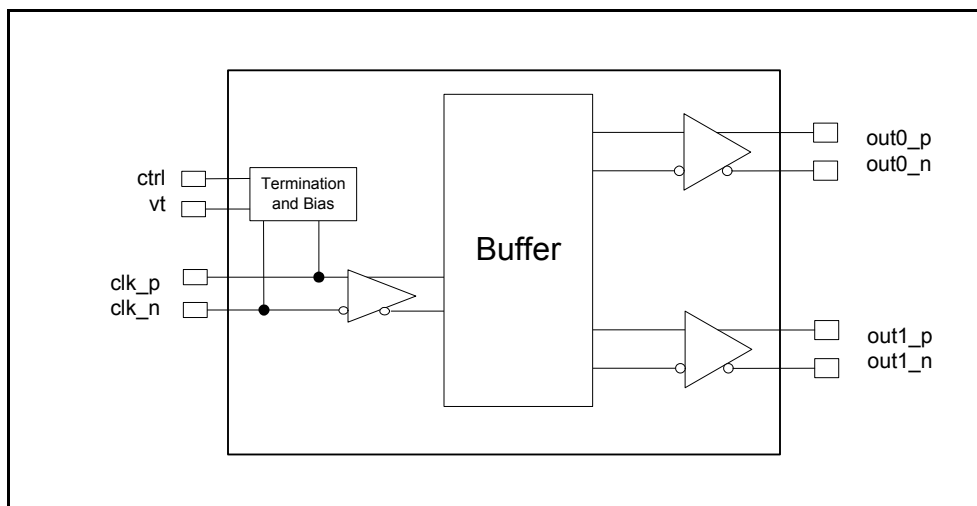 ctrl
vt
Termination
and Bias
clk_p
clk_n
Buffer
out0_p
out0_n
out1_p
out1_n